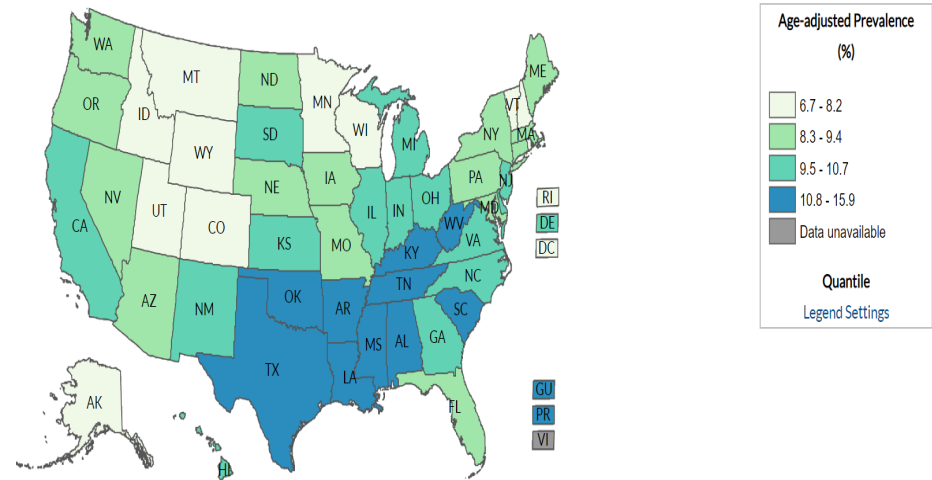 WA
MT
ND
MN
ME
OR
ID
SD
WI
VT
NY
MA
MI
WY
NE
IA
PA
NJ
NV
UT
CO
IL
IN
OH
MD
CA
KS
MO
WV
VA
KY
AZ
NM
OK
AR
TN
NC
SC
TX
LA
MS
AL
GA
FL
AK
HI
RI
DE
DC
GU
PR
VI
Age-adjusted Prevalence
(%)
6.7 - 8.2
8.3 - 9.4
9.5 - 10.7
10.8 - 15.9
Data unavailable
Quantile
Legend Settings